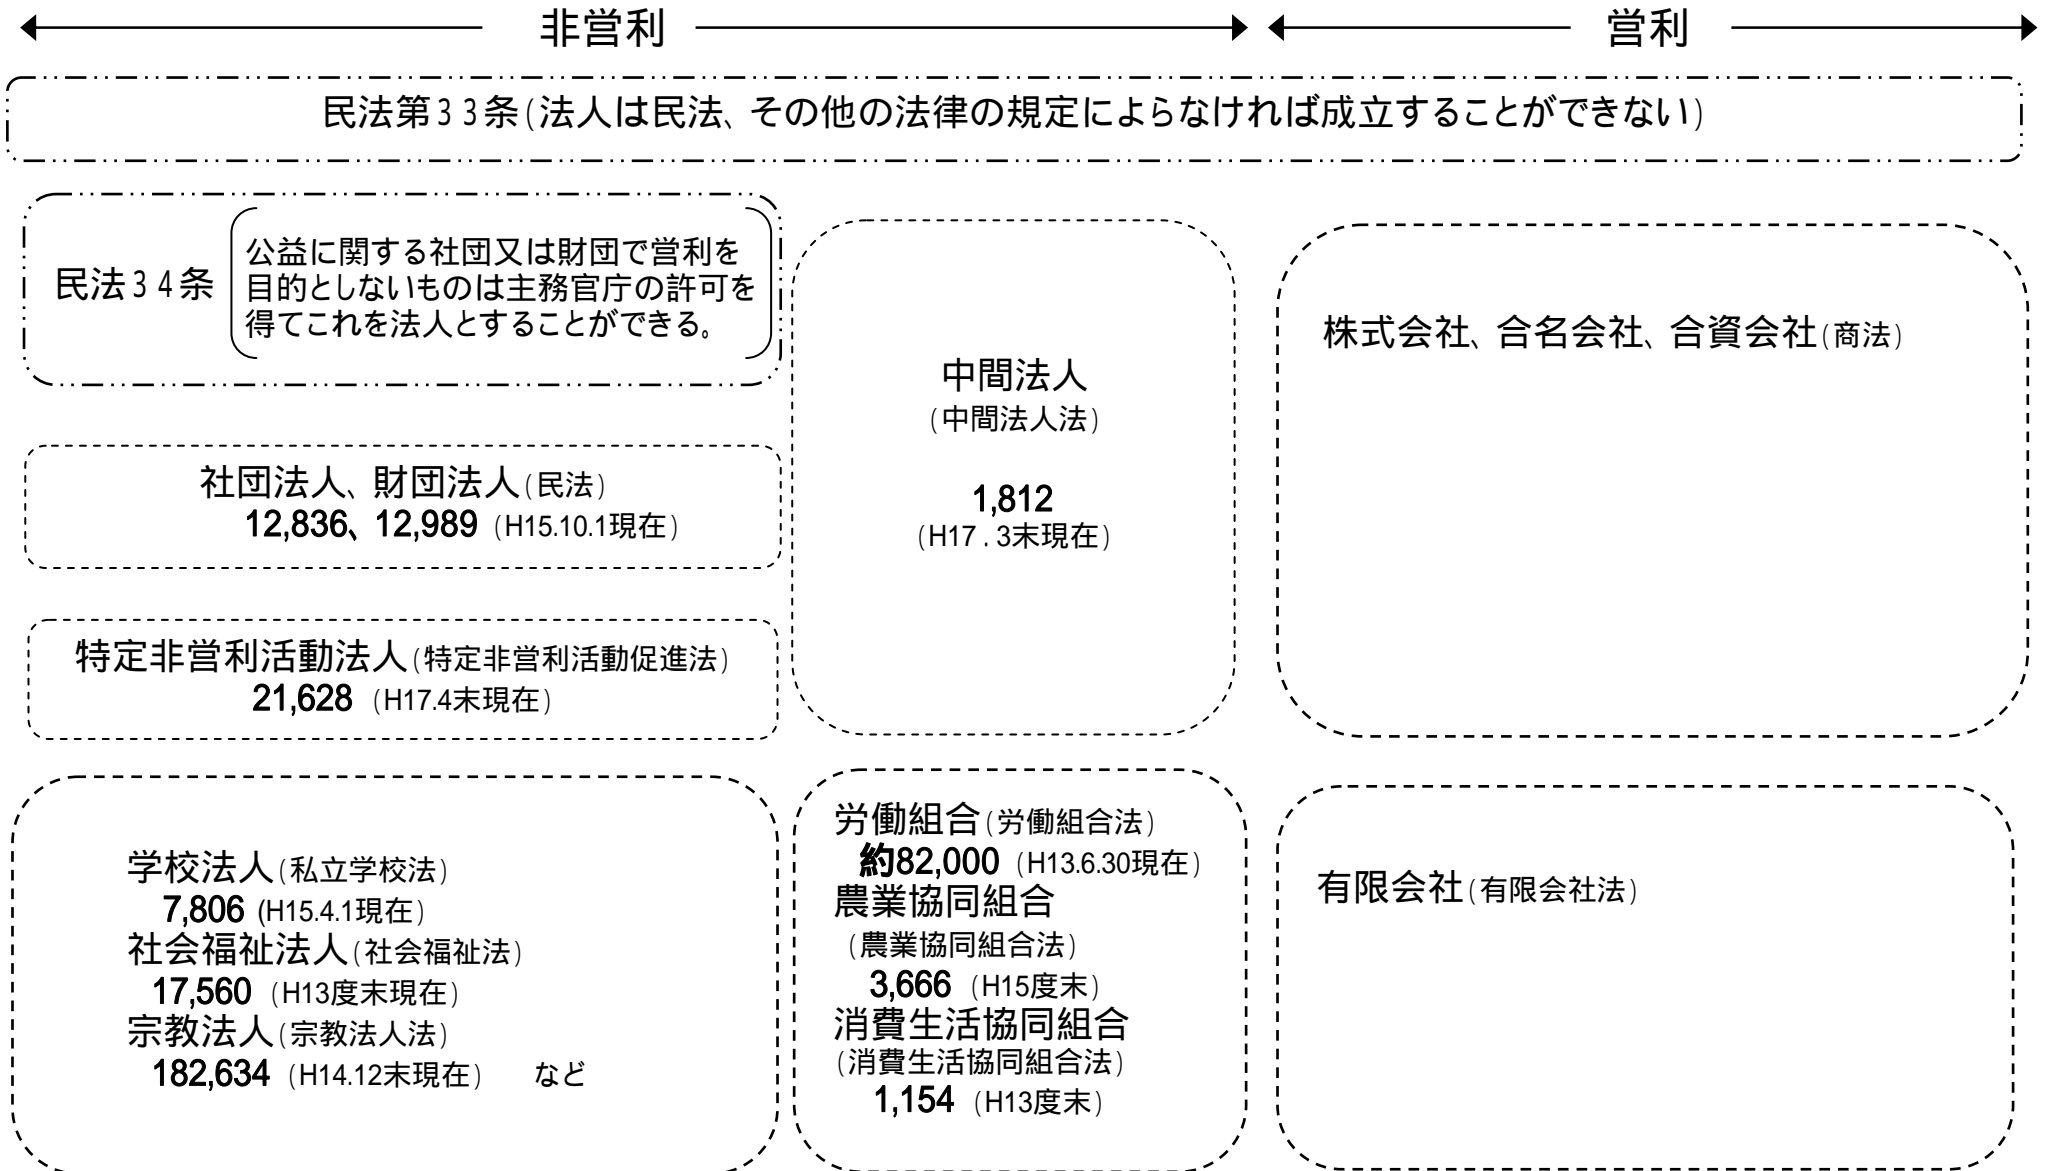 非営利
営利
民法第33条(法人は民法、その他の法律の規定によらなければ成立することができない)
民法34条
公益に関する社団又は財団で営利を
目的としないものは主務官庁の許可を
得てこれを法人とすることができる。
社団法人、財団法人(民法)
12,836、12,989 (H15.10.1現在)
特定非営利活動法人(特定非営利活動促進法)
21,628 (H17.4末現在)
学校法人(私立学校法)
7,806 (H15.4.1現在)
社会福祉法人(社会福祉法)
17,560 (H13度末現在)
宗教法人(宗教法人法)
182,634 (H14.12末現在) など
中間法人
(中間法人法)
1,812
(H17.3末現在)
労働組合(労働組合法)
約82,000 (H13.6.30現在)
農業協同組合
(農業協同組合法)
3,666 (H15度末)
消費生活協同組合
(消費生活協同組合法)
1,154 (H13度末)
株式会社、合名会社、合資会社(商法)
有限会社(有限会社法)